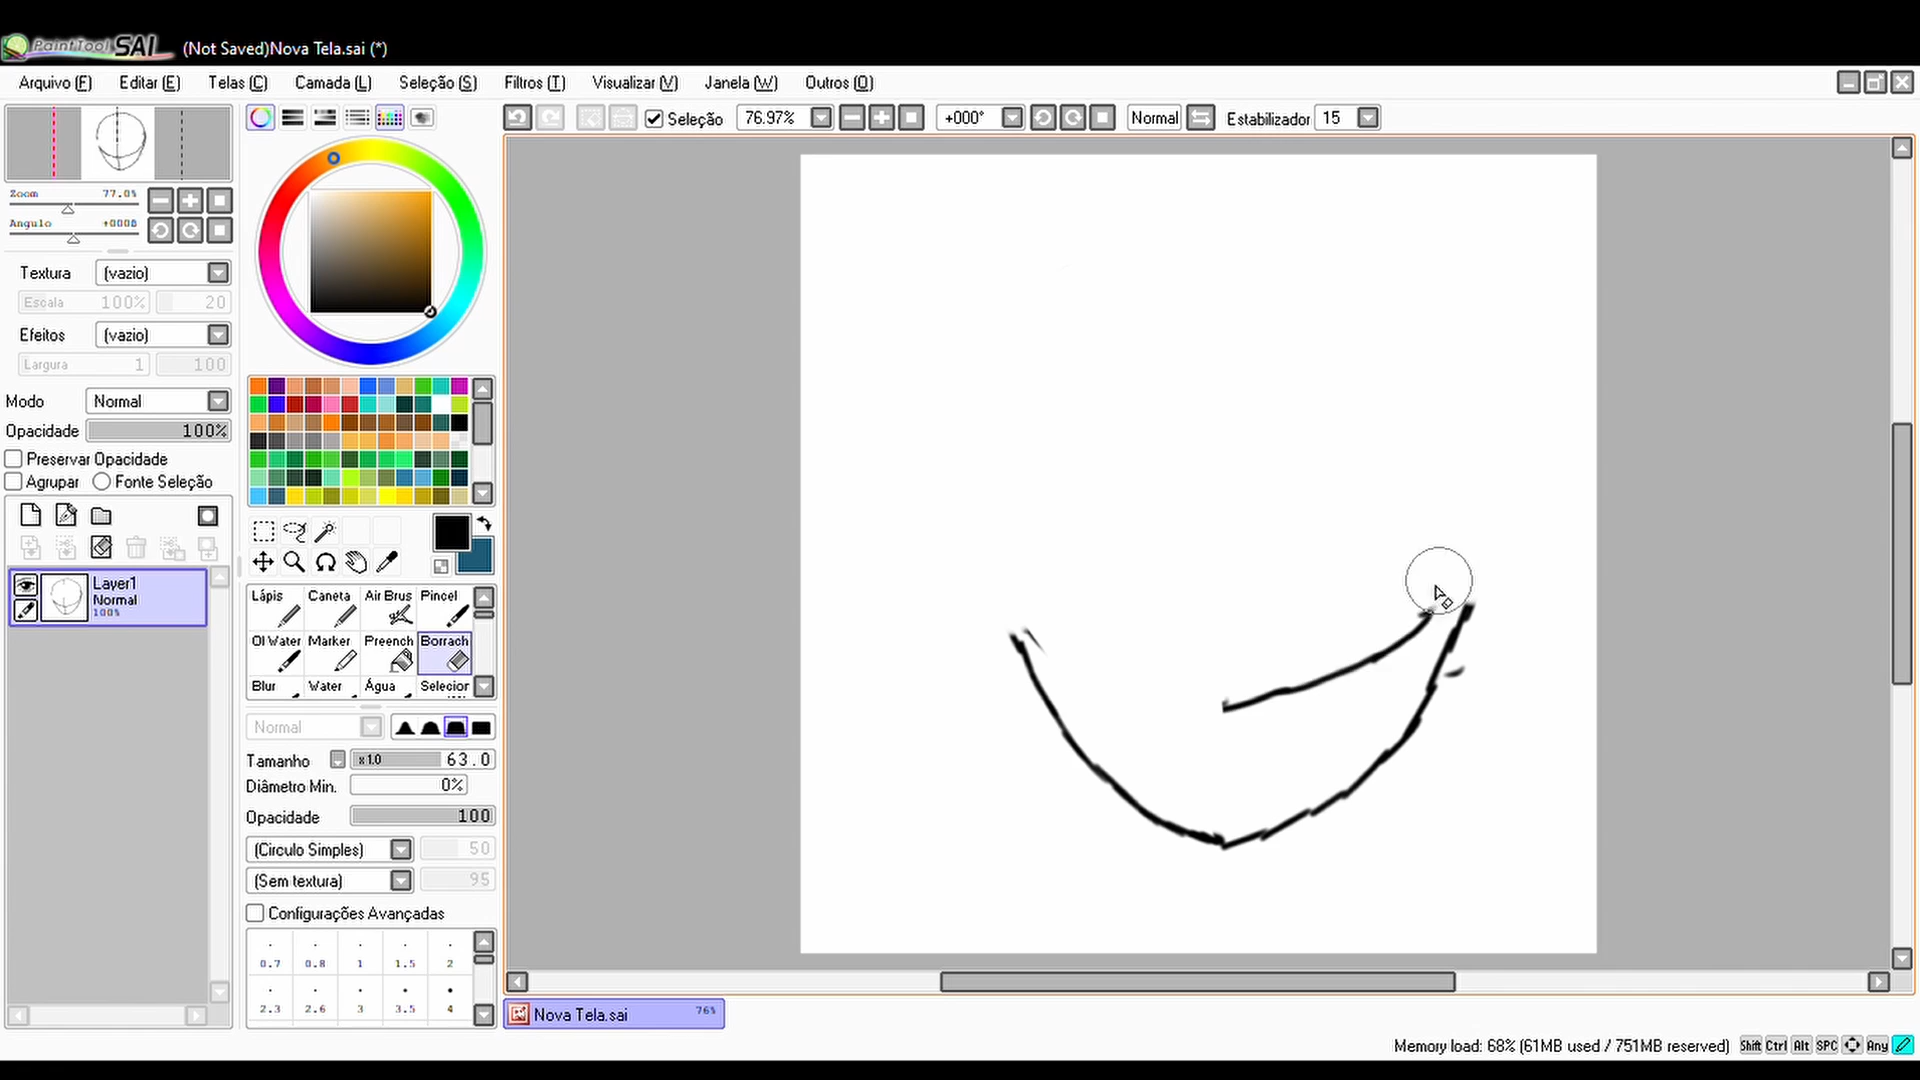 PaintTool SAI (Not Saved)Nova Tela.sai (*)
Arquivo (F) Editar (E) Telas (C) Camada (L) Seleção (S) Filtros (T) Visualizar (V) Janela (W) Outros (O)
Seleção 76.97% +000° Normal Estabilizador 15
Zoom 77.0%
Angulo +000θ
Textura (vazio)
Escala 100% 20
Efeitos (vazio)
Largura 1 100
Modo Normal
Opacidade 100%
Preservar Opacidade
Agrupar Fonte Seleção
Layer1
Normal
100%
Lápis Caneta Air Brus Pincel
Ol Water Marker Preench Borrach
Blur Water Água Selecior
Normal
Tamanho x 1.0 63.0
Diâmetro Min. 0%
Opacidade 100
(Circulo Simples) 50
(Sem textura) 95
Configurações Avançadas
0.7 0.8 1 1.5 2
2.3 2.6 3 3.5 4
Nova Tela.sai 76%
Memory load: 68% (61MB used / 751MB reserved) Shift Ctrl Alt SPC Any